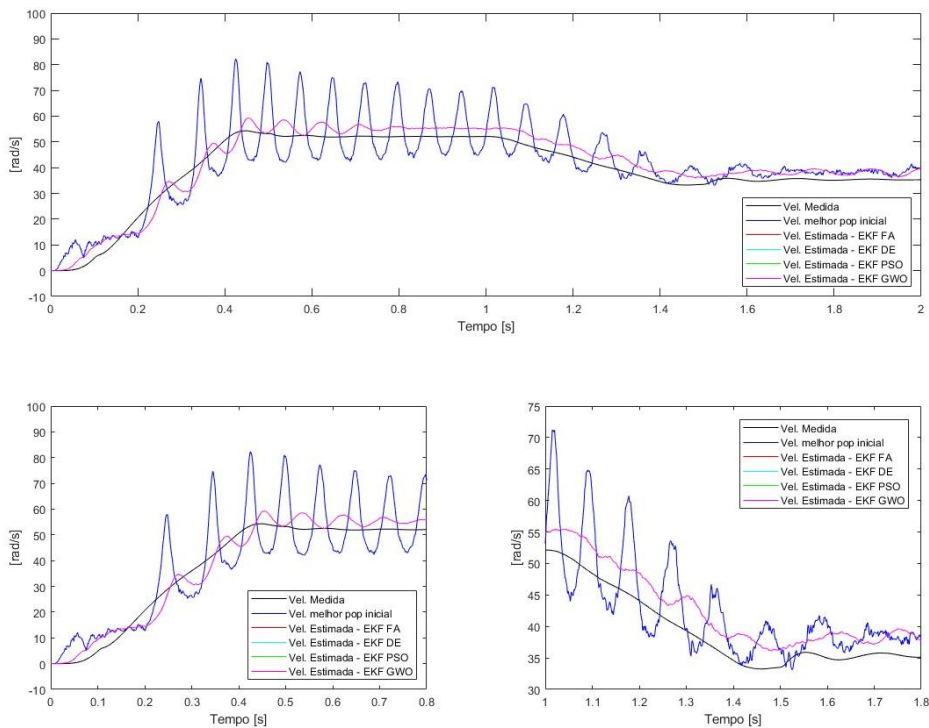 100
90
80
70
60
50
40
30
20
10
0
-10
[rad/s]
0 0.2 0.4 0.6 0.8 1 1.2 1.4 1.6 1.8 2
Tempo [s]
Vel. Medida
Vel. melhor pop inicial
Vel. Estimada - EKF FA
Vel. Estimada - EKF DE
Vel. Estimada - EKF PSO
Vel. Estimada - EKF GWO
100
90
80
70
60
50
40
30
20
10
0
-10
[rad/s]
0 0.1 0.2 0.3 0.4 0.5 0.6 0.7 0.8
Tempo [s]
Vel. Medida
Vel. melhor pop inicial
Vel. Estimada - EKF FA
Vel. Estimada - EKF DE
Vel. Estimada - EKF PSO
Vel. Estimada - EKF GWO
75
70
65
60
55
50
45
40
35
30
[rad/s]
1 1.1 1.2 1.3 1.4 1.5 1.6 1.7 1.8
Tempo [s]
Vel. Medida
Vel. melhor pop inicial
Vel. Estimada - EKF FA
Vel. Estimada - EKF DE
Vel. Estimada - EKF PSO
Vel. Estimada - EKF GWO